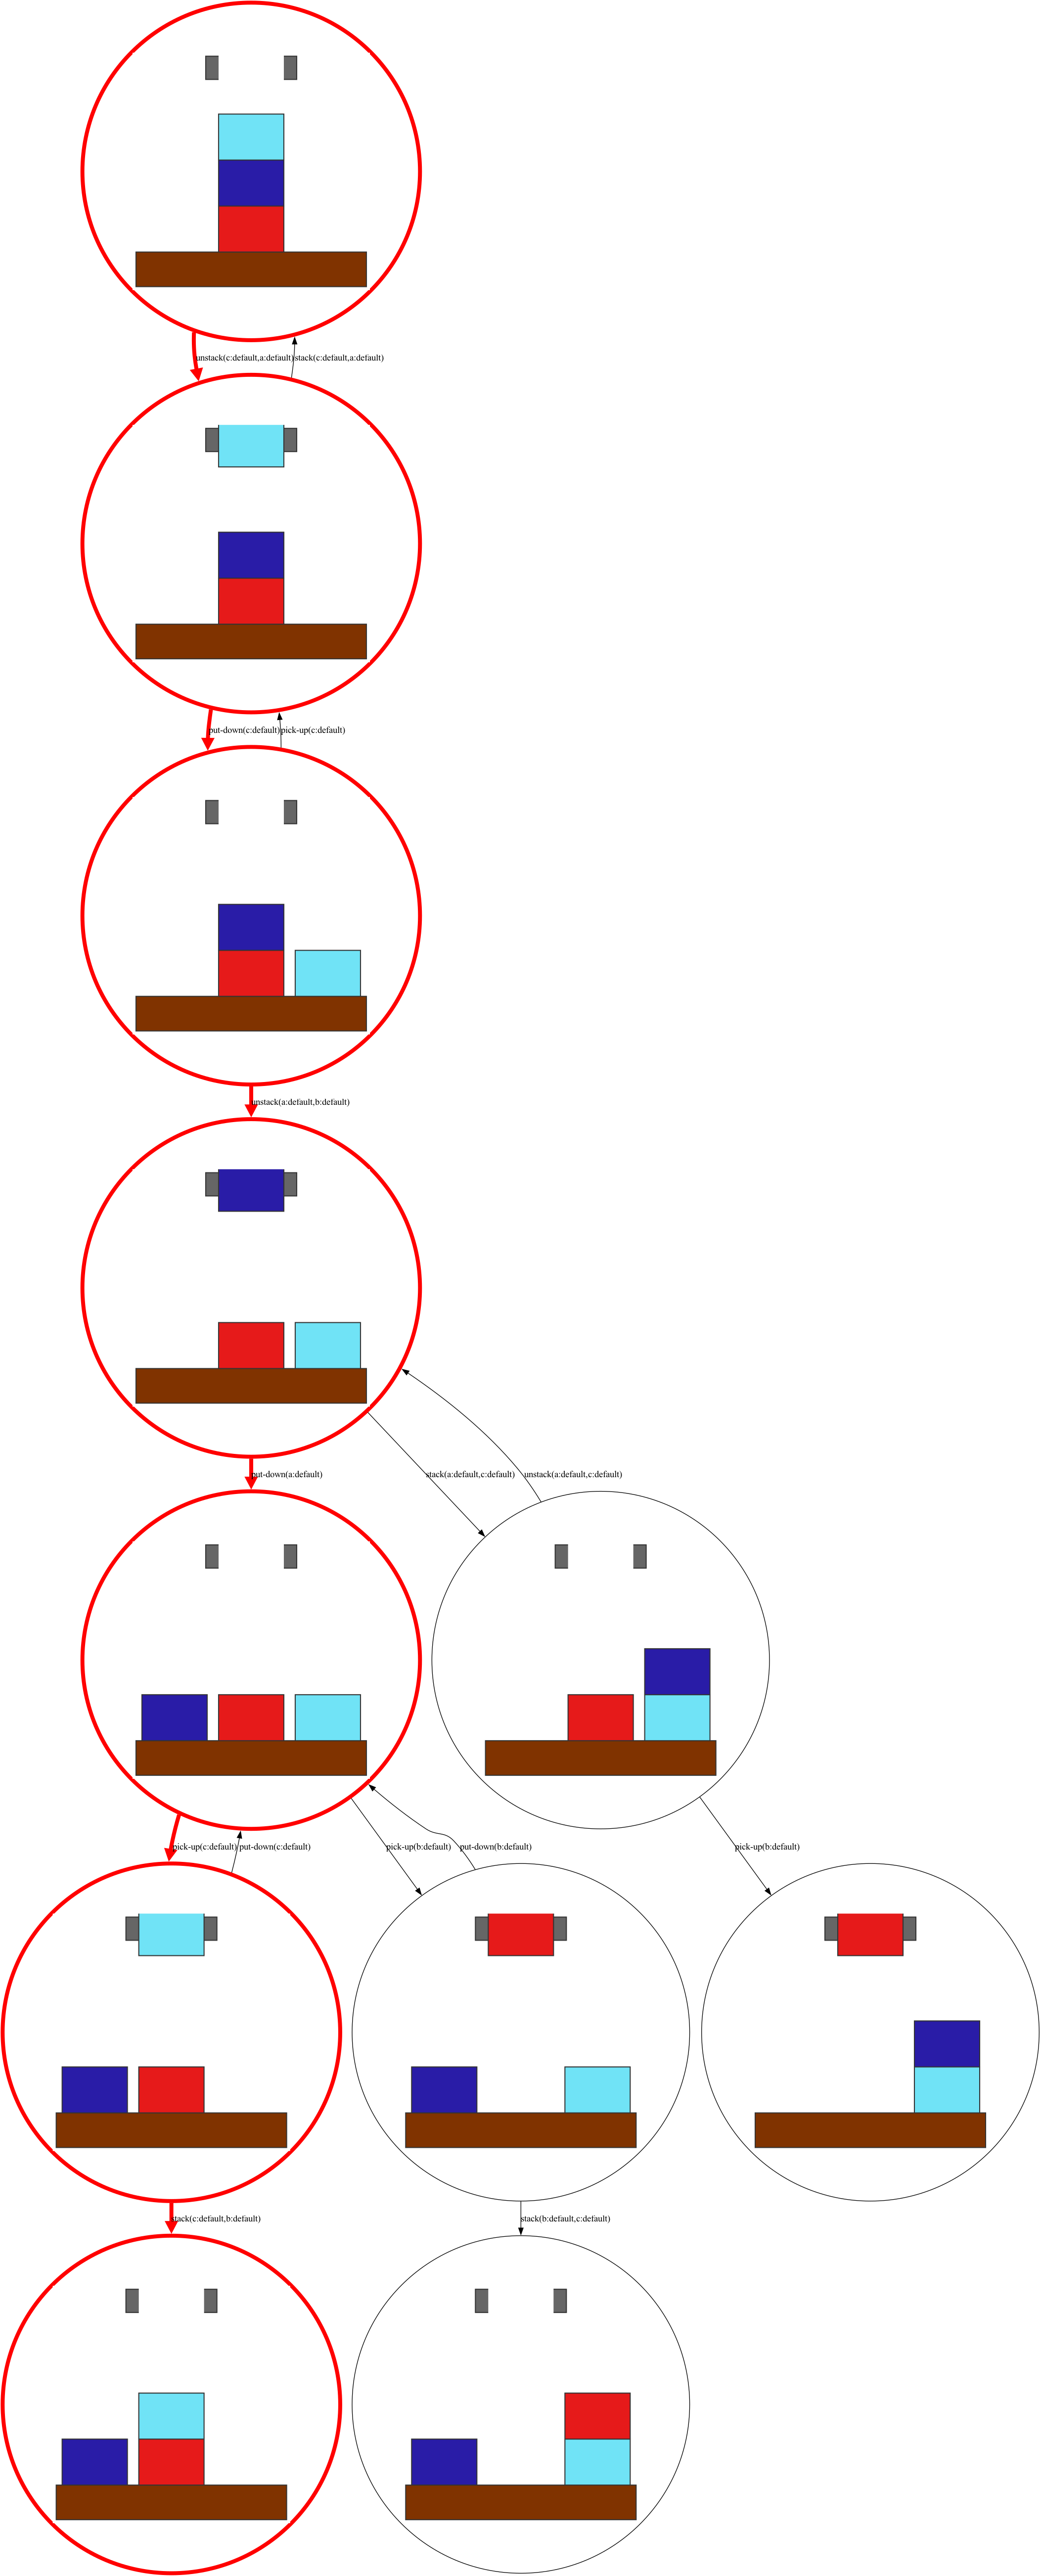 unstack(c:default,a:default)
stack(c:default,a:default)
put-down(c:default)
pick-up(c:default)
unstack(a:default,b:default)
put-down(a:default)
stack(a:default,c:default)
unstack(a:default,c:default)
pick-up(c:default)
put-down(c:default)
pick-up(b:default)
put-down(b:default)
pick-up(b:default)
stack(c:default,b:default)
stack(b:default,c:default)